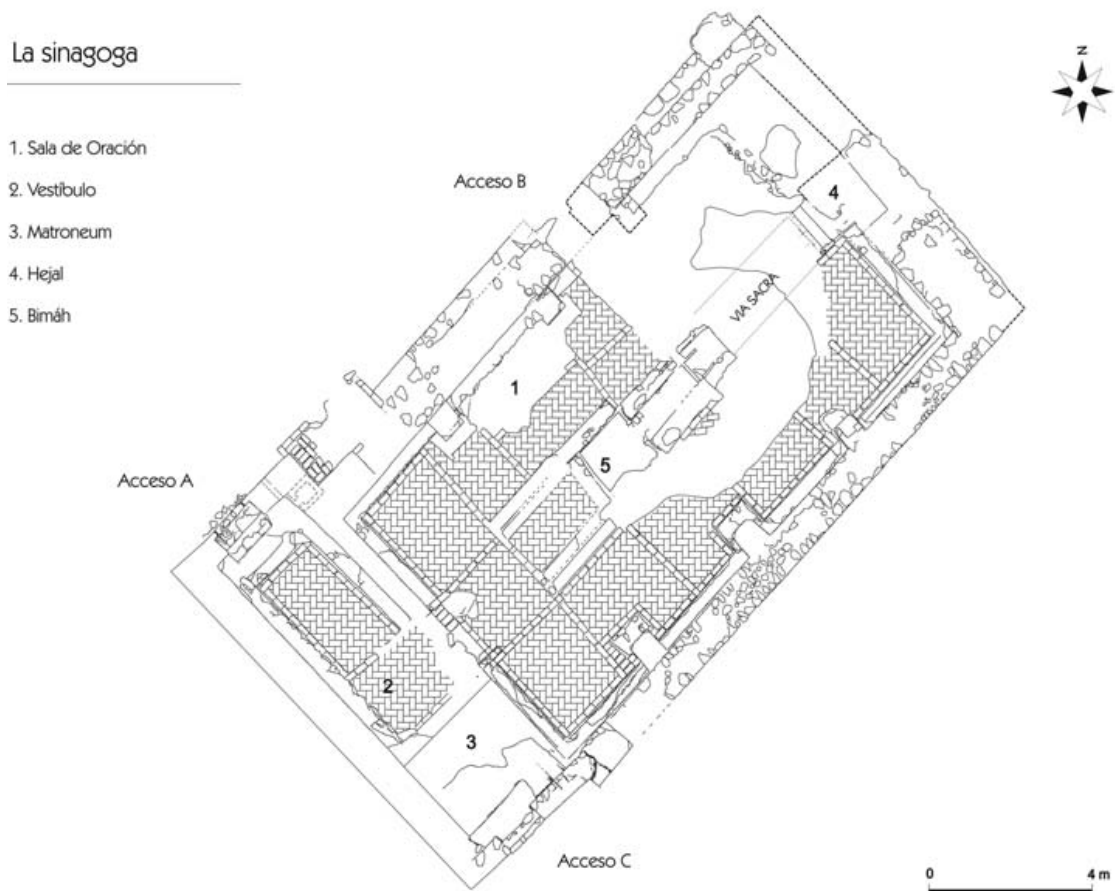 La sinagoga
1. Sala de Oración
2. Vestíbulo
3. Matroneum
4. Hejal
5. Bimáh
N
Acceso B
4
VIA SACRA
1
5
Acceso A
2
3
Acceso C
0 4 m